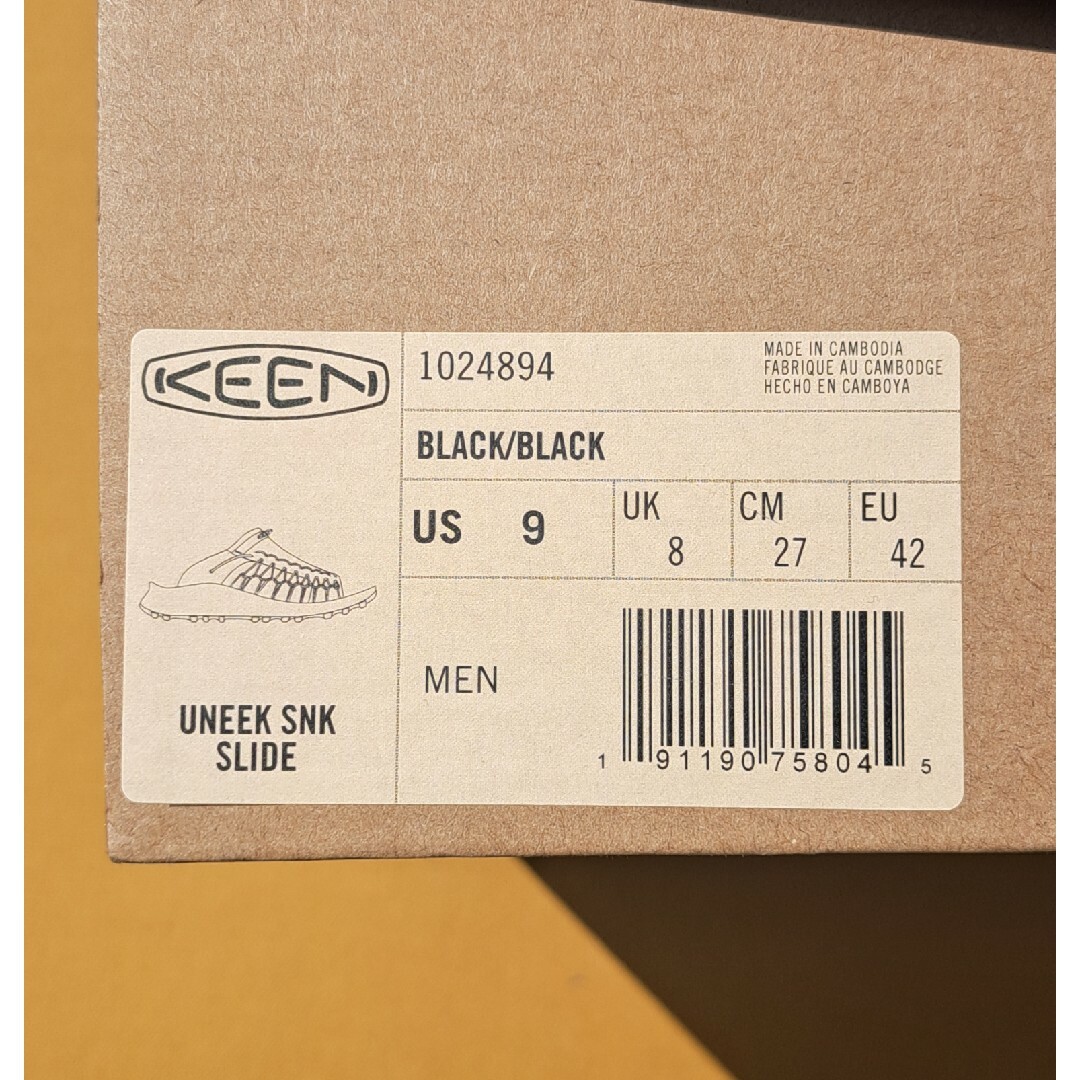 KEEN
1024894
MADE IN CAMBODIA
FABRIQUE AU CAMBODGE
HECHO EN CAMBOYA
BLACK/BLACK
US 9
UK 8
CM 27
EU 42
MEN
UNEEK SNK
SLIDE
1 91190 75804 5